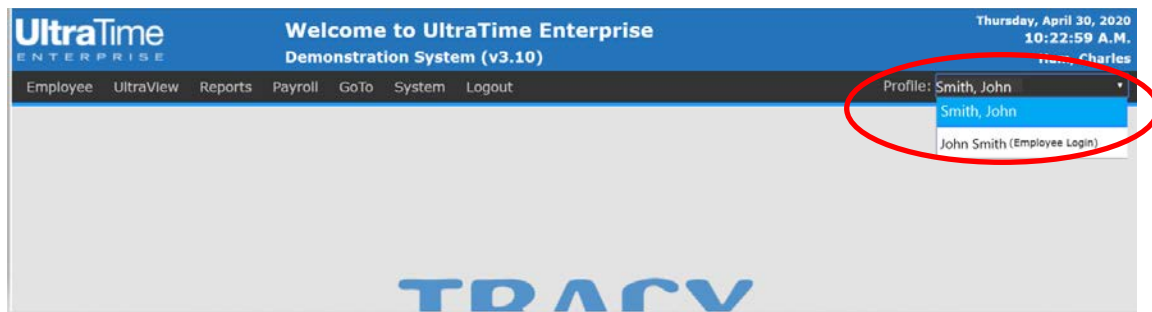 UltraTime
ENTERPRISE
Welcome to UltraTime Enterprise
Demonstration System (v3.10)
Thursday, April 30, 2020
10:22:59 A.M.
Charles
Employee UltraView Reports Payroll GoTo System Logout
Profile: Smith, John
Smith, John
John Smith (Employee Login)
TRACY